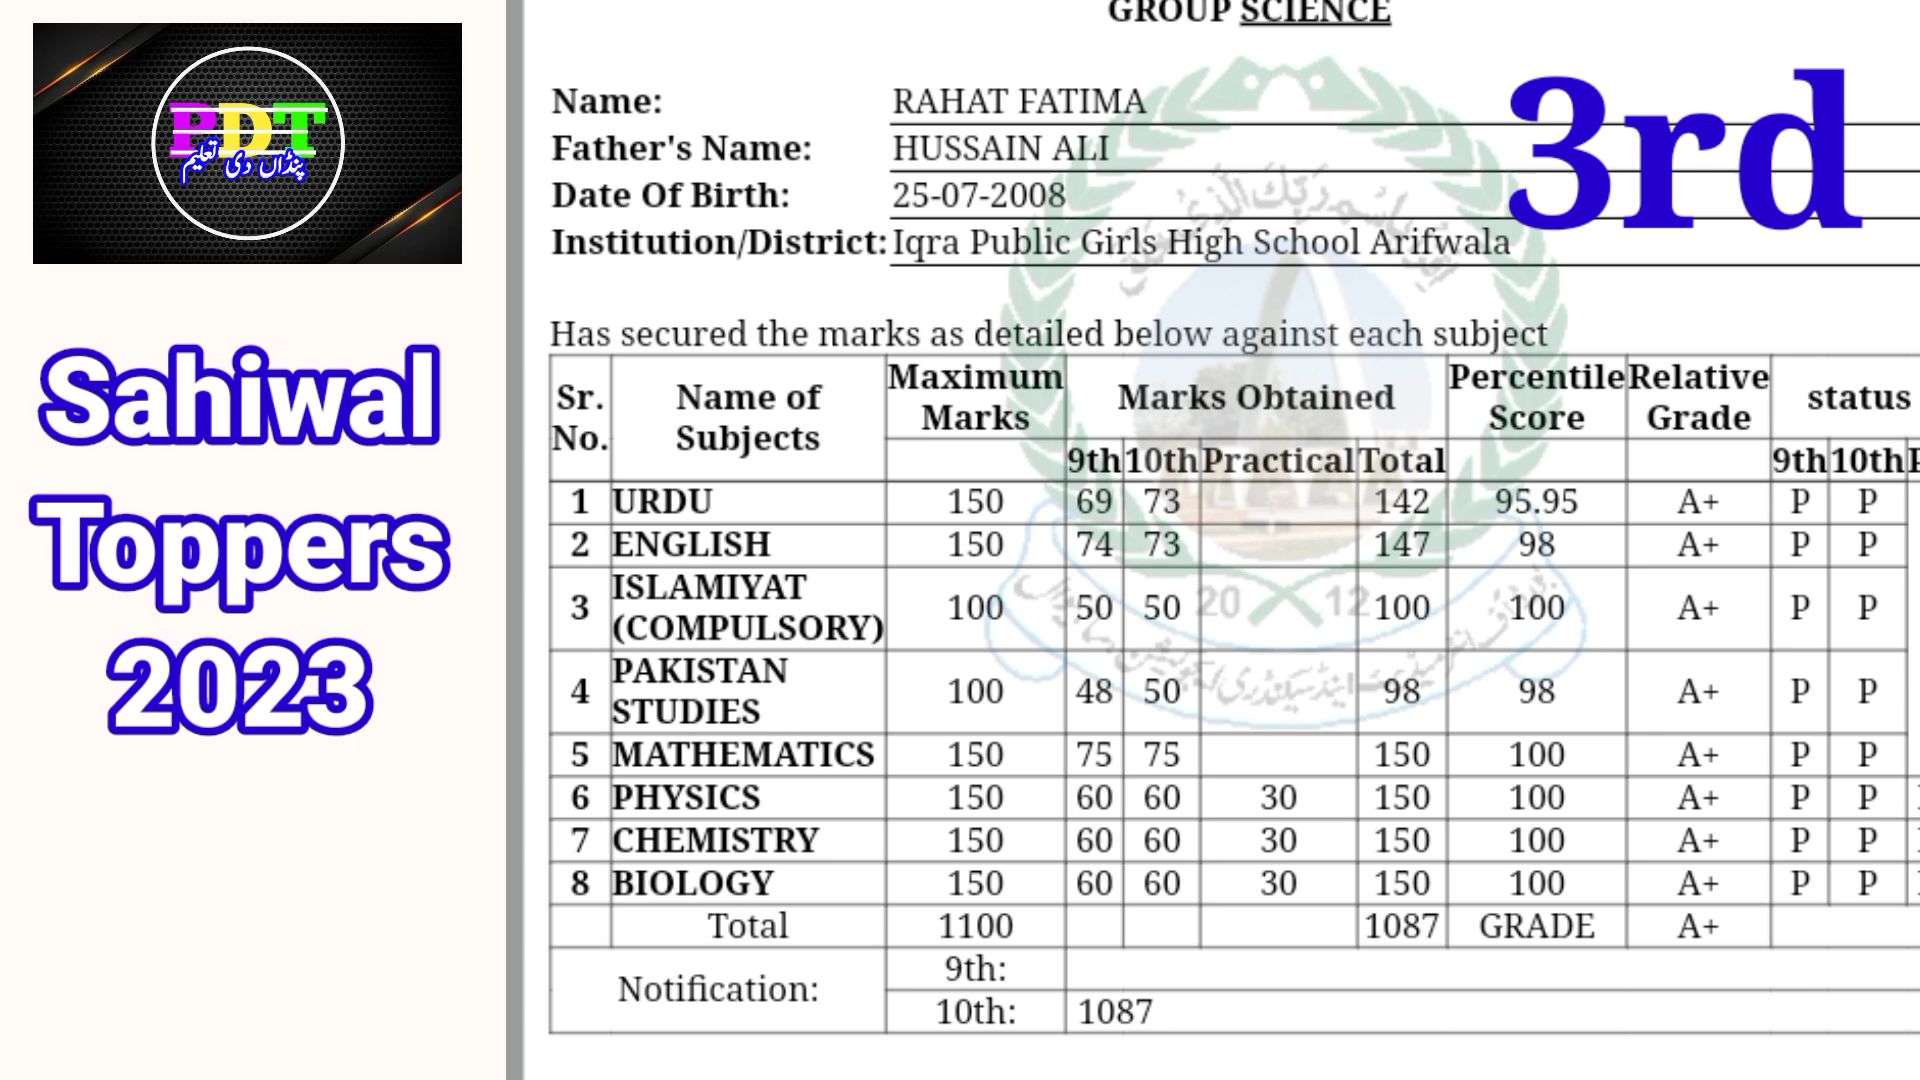 PDT
پنڈاں دی تعلیم
Sahiwal
Toppers
2023
GROUP SCIENCE
3rd
Name: RAHAT FATIMA
Father's Name: HUSSAIN ALI
Date Of Birth: 25-07-2008
Institution/District: Iqra Public Girls High School Arifwala
Has secured the marks as detailed below against each subject
Sr. No. Name of Subjects Maximum Marks Marks Obtained Percentile Score Relative Grade status
9th 10th Practical Total 9th 10th
1 URDU 150 69 73 142 95.95 A+ P P
2 ENGLISH 150 74 73 147 98 A+ P P
3 ISLAMIYAT (COMPULSORY) 100 50 50 100 100 A+ P P
4 PAKISTAN STUDIES 100 48 50 98 98 A+ P P
5 MATHEMATICS 150 75 75 150 100 A+ P P
6 PHYSICS 150 60 60 30 150 100 A+ P P
7 CHEMISTRY 150 60 60 30 150 100 A+ P P
8 BIOLOGY 150 60 60 30 150 100 A+ P P
Total 1100 1087 GRADE A+
Notification: 9th:
10th: 1087
2012